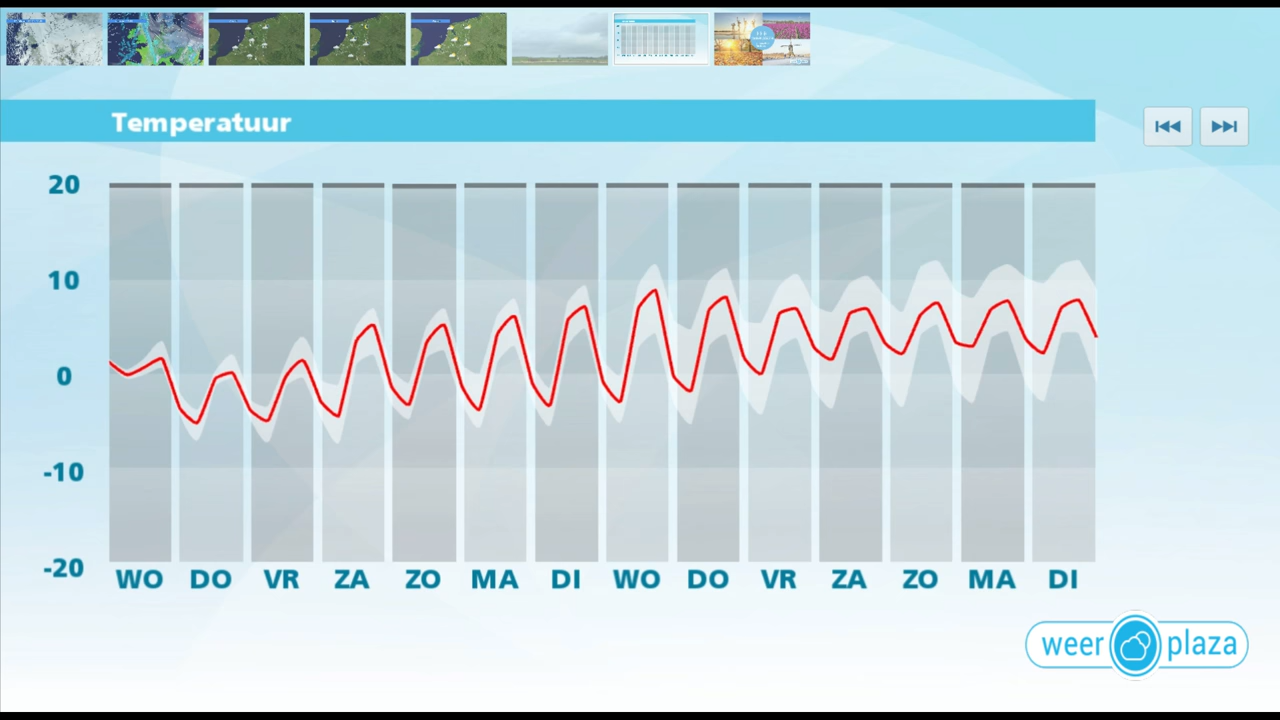 Temperatuur
20
10
0
-10
-20
WO DO VR ZA ZO MA DI WO DO VR ZA ZO MA DI
weer plaza